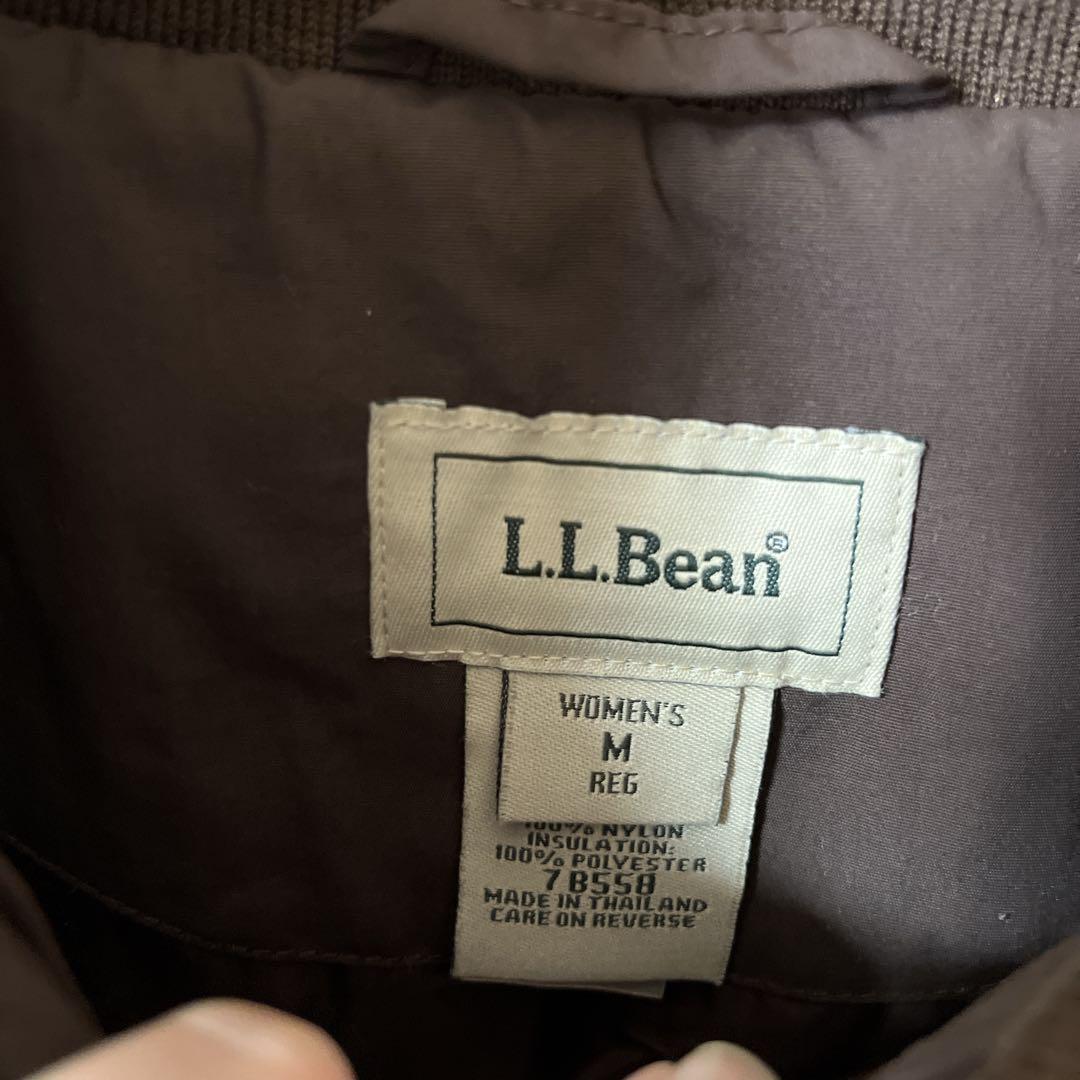 L.L.Bean®
WOMEN'S
M
REG
100% NYLON
INSULATION:
100% POLYESTER
7B558
MADE IN THAILAND
CARE ON REVERSE